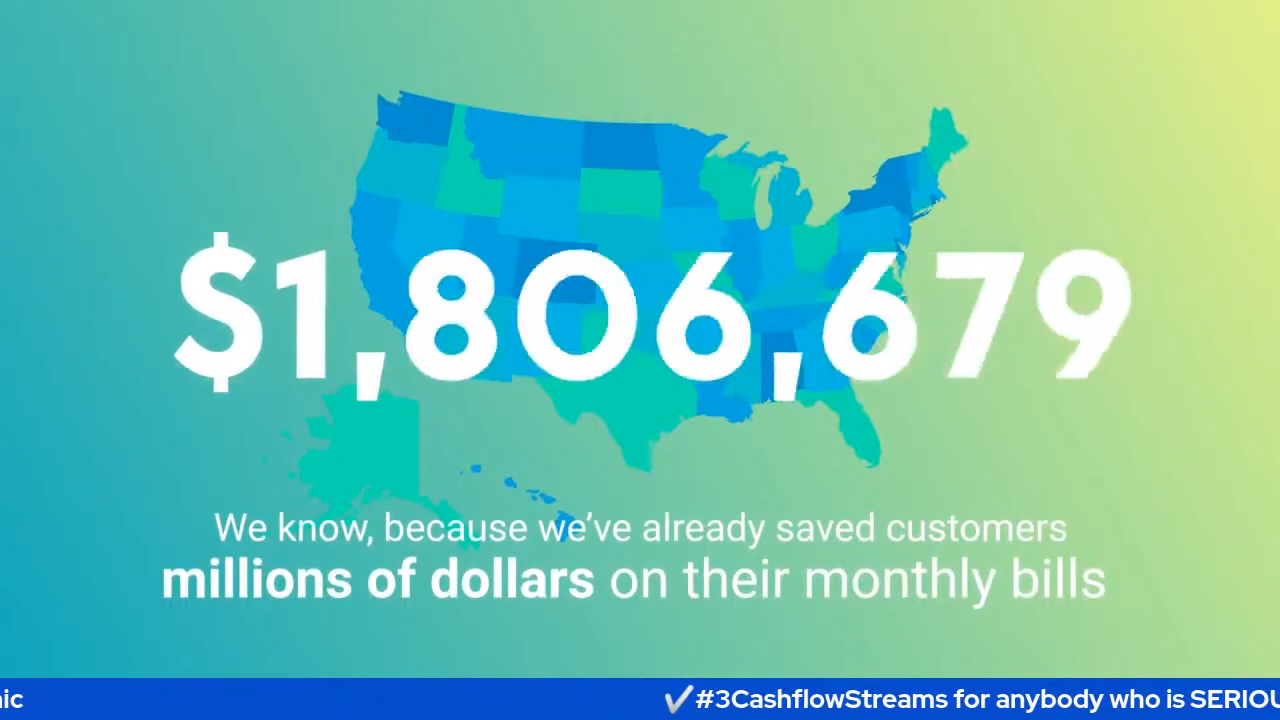 $1,806,679
We know, because we've already saved customers
millions of dollars on their monthly bills
✔#3CashflowStreams for anybody who is